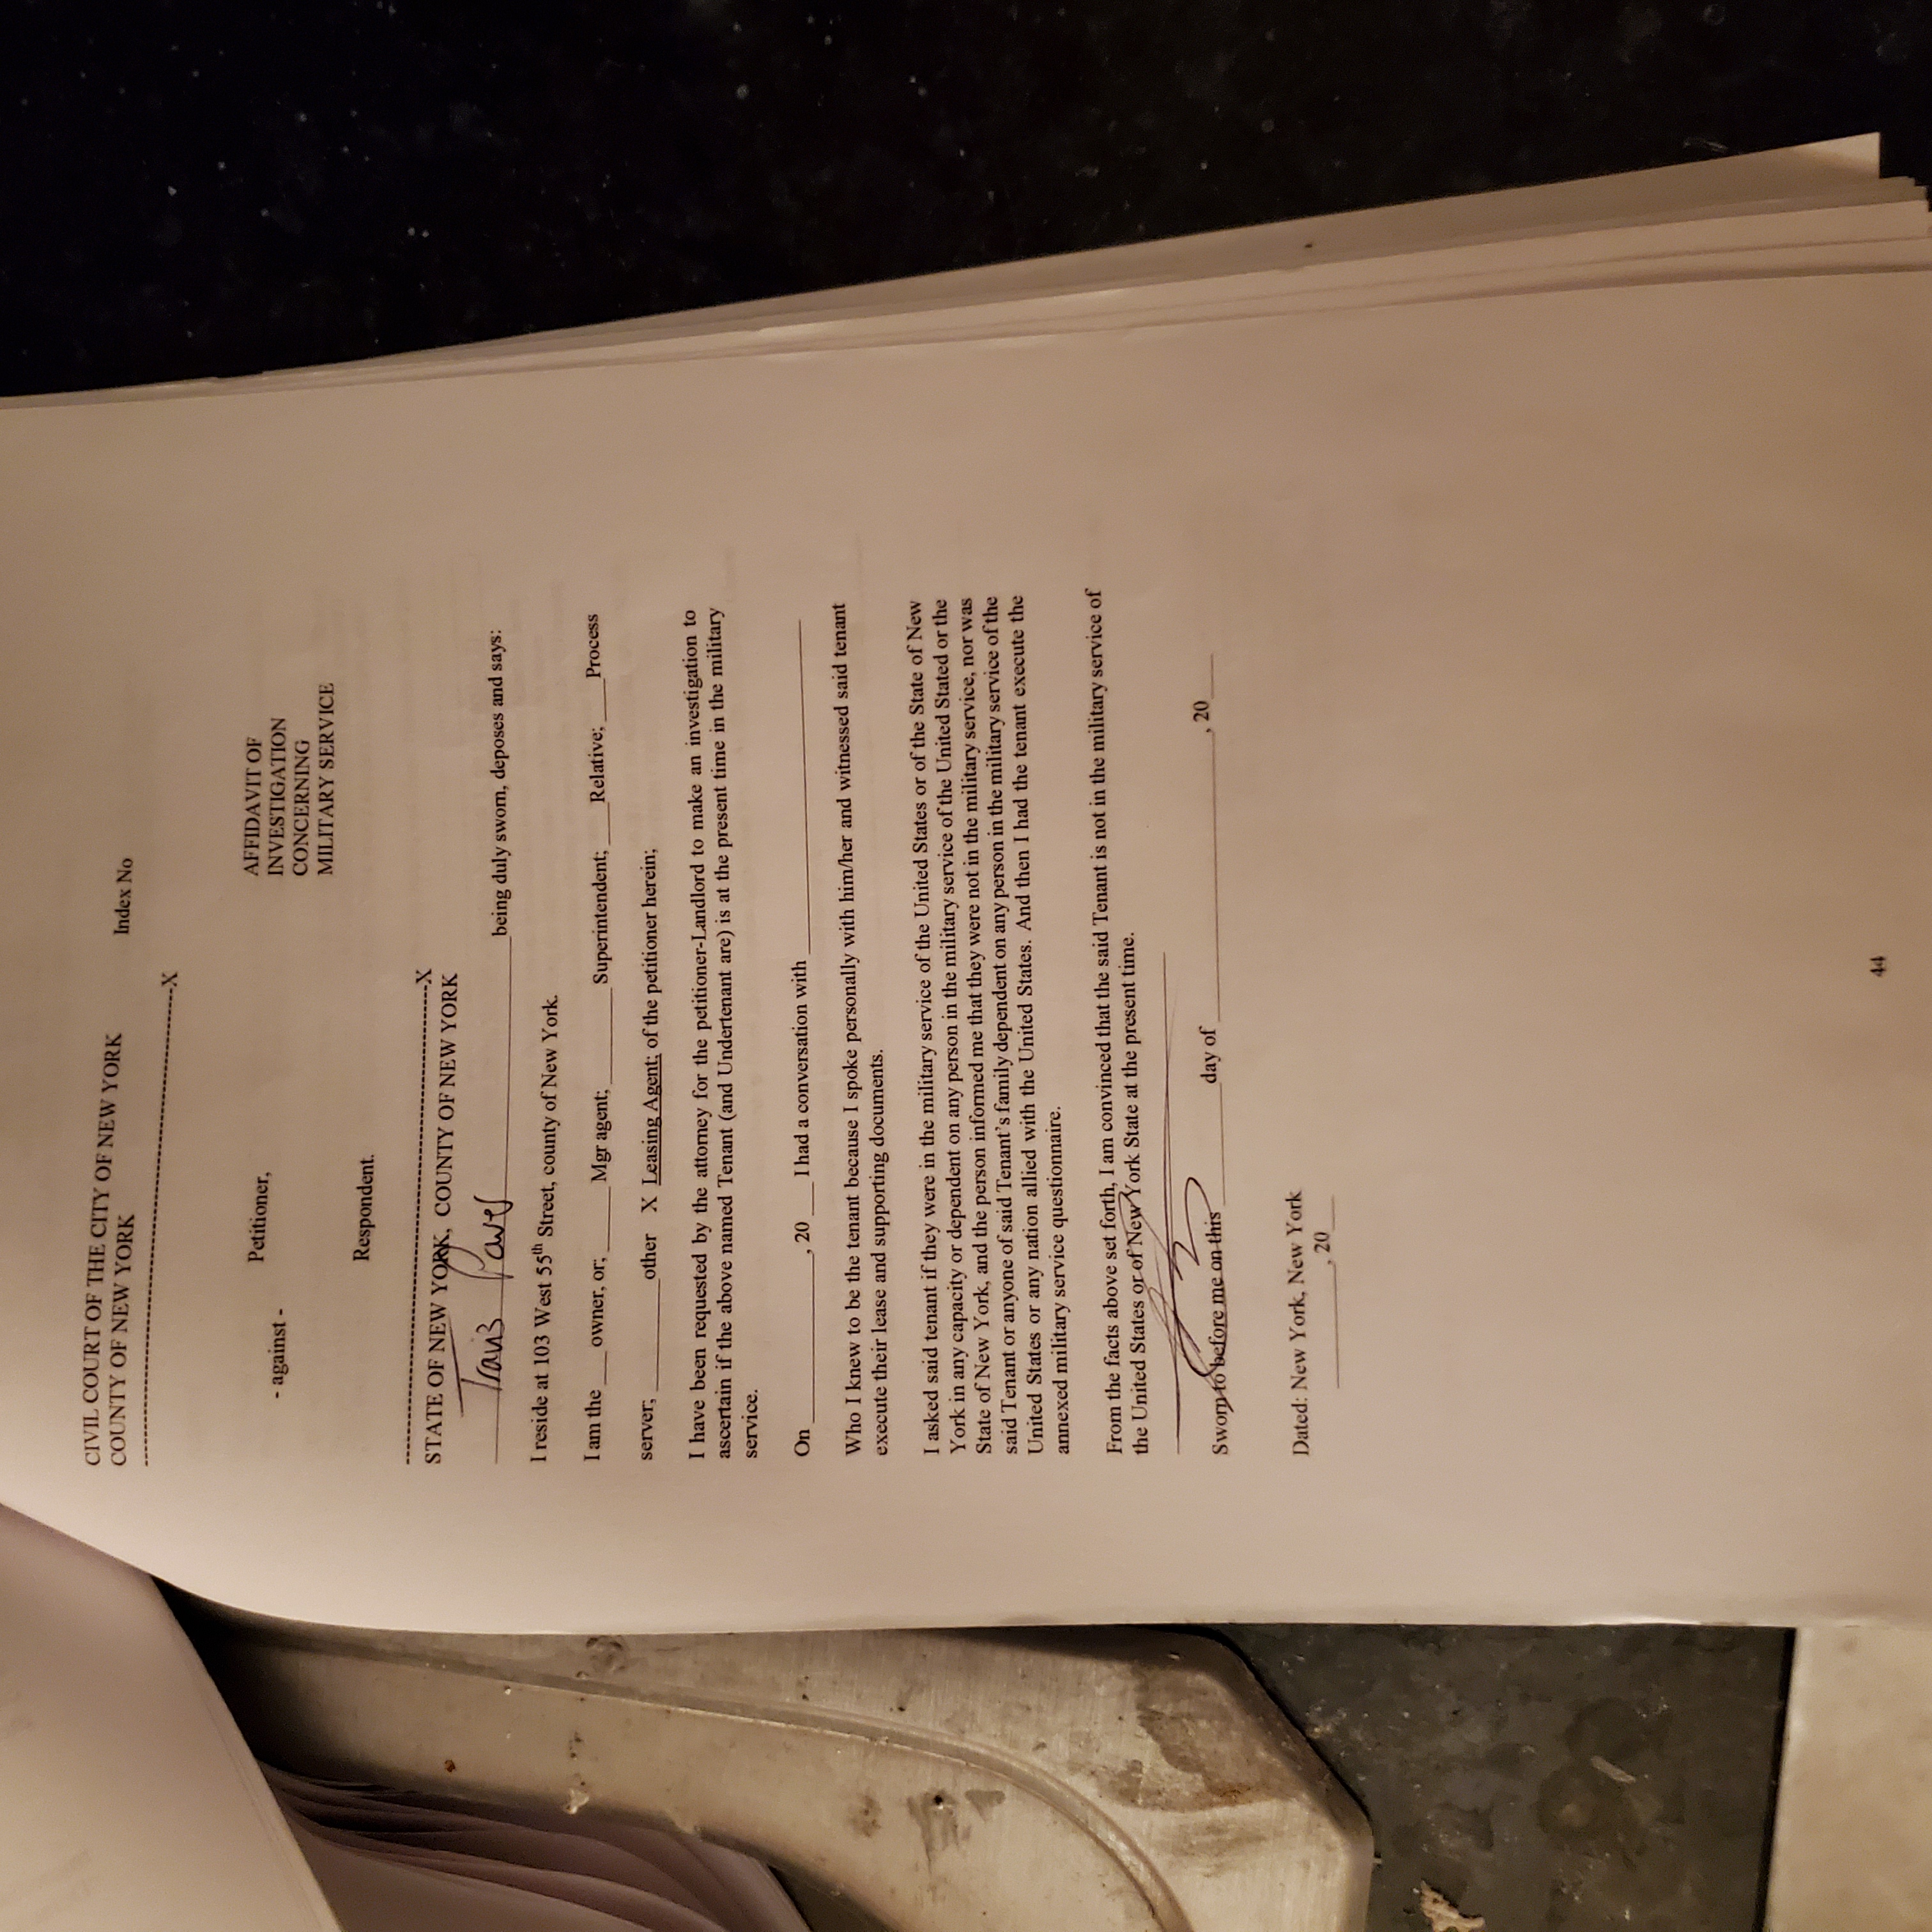 CIVIL COURT OF THE CITY OF NEW YORK
COUNTY OF NEW YORK Index No
----------------------------------------------------------------------X
Petitioner,
- against -
AFFIDAVIT OF
INVESTIGATION
CONCERNING
MILITARY SERVICE
Respondent.
----------------------------------------------------------------------X
STATE OF NEW YORK, COUNTY OF NEW YORK
Travis ____________ being duly sworn, deposes and says:
I reside at 103 West 55th Street, county of New York.
I am the ___ owner, or; ______ Mgr agent; _________ Superintendent; ____Relative; ____Process
server; __________other X Leasing Agent; of the petitioner herein;
I have been requested by the attorney for the petitioner-Landlord to make an investigation to
ascertain if the above named Tenant (and Undertenant are) is at the present time in the military
service.
On ________________, 20 ___ I had a conversation with ________________________________
Who I knew to be the tenant because I spoke personally with him/her and witnessed said tenant
execute their lease and supporting documents.
I asked said tenant if they were in the military service of the United States or of the State of New
York in any capacity or dependent on any person in the military service of the United Stated or the
State of New York, and the person informed me that they were not in the military service, nor was
said Tenant or anyone of said Tenant's family dependent on any person in the military service of the
United States or any nation allied with the United States. And then I had the tenant execute the
annexed military service questionnaire.
From the facts above set forth, I am convinced that the said Tenant is not in the military service of
the United States or of New York State at the present time.
Sworn to before me on this ____________day of ____________________________, 20____
Dated: New York, New York
____________, 20___
44